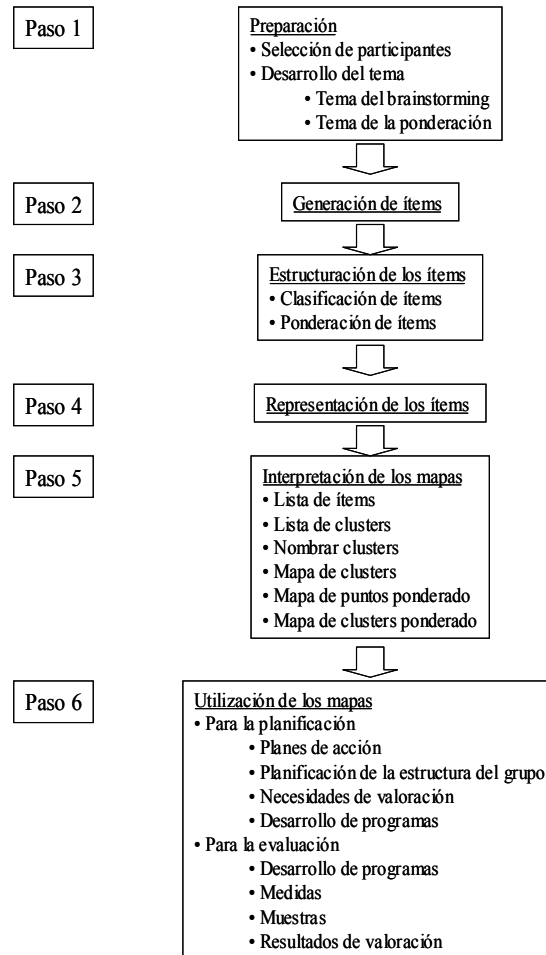 Paso 1
Preparación
• Selección de participantes
• Desarrollo del tema
• Tema del brainstorming
• Tema de la ponderación
Paso 2
Generación de ítems
Paso 3
Estructuración de los ítems
• Clasificación de ítems
• Ponderación de ítems
Paso 4
Representación de los ítems
Paso 5
Interpretación de los mapas
• Lista de ítems
• Lista de clusters
• Nombrar clusters
• Mapa de clusters
• Mapa de puntos ponderado
• Mapa de clusters ponderado
Paso 6
Utilización de los mapas
• Para la planificación
• Planes de acción
• Planificación de la estructura del grupo
• Necesidades de valoración
• Desarrollo de programas
• Para la evaluación
• Desarrollo de programas
• Medidas
• Muestras
• Resultados de valoración